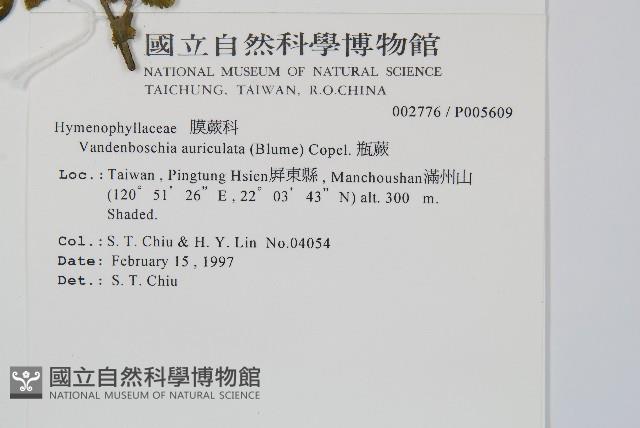 國立自然科學博物館
NATIONAL MUSEUM OF NATURAL SCIENCE
TAICHUNG, TAIWAN, R.O.CHINA
002776 / P005609
Hymenophyllaceae 膜蕨科
Vandenboschia auriculata (Blume) Copel. 瓶蕨
Loc.: Taiwan , Pingtung Hsien屏東縣 , Manchoushan滿州山
(120° 51' 26" E , 22° 03' 43" N) alt. 300 m.
Shaded.
Col.: S. T. Chiu & H. Y. Lin No.04054
Date: February 15 , 1997
Det.: S. T. Chiu
國立自然科學博物館
NATIONAL MUSEUM OF NATURAL SCIENCE